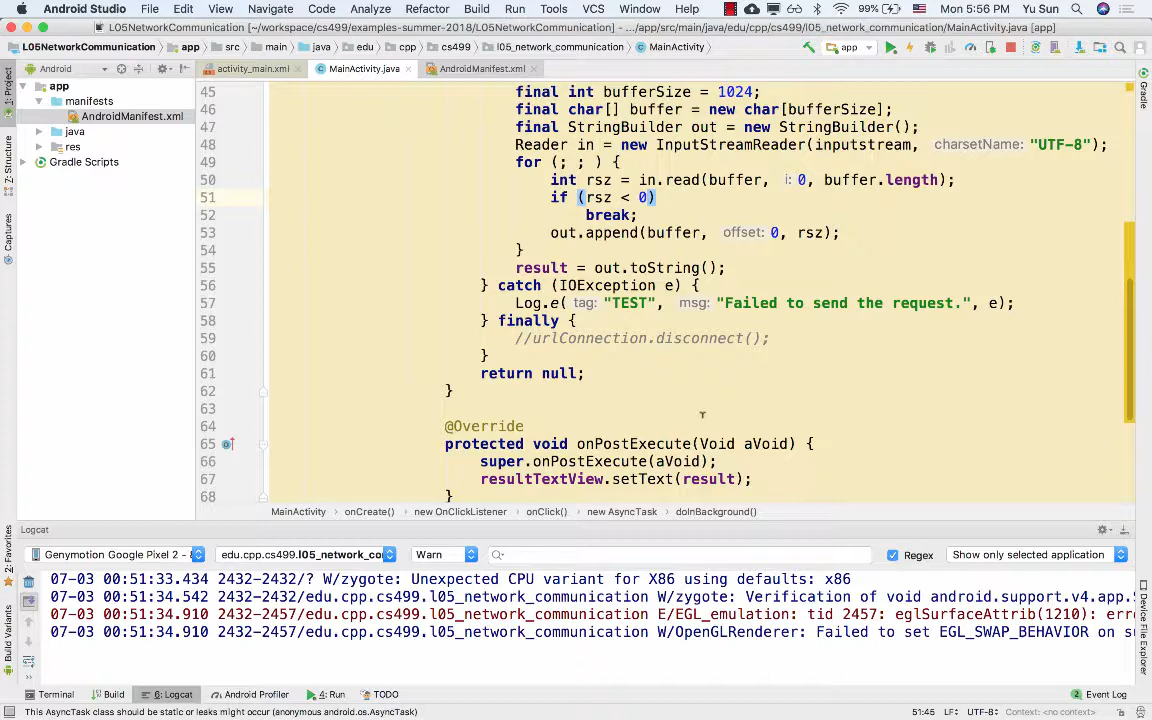 Android Studio File Edit View Navigate Code Analyze Refactor Build Run Tools VCS Window Help 99% Mon 5:56 PM Yu Sun
L05NetworkCommunication [~/workspace/cs499/examples-summer-2018/L05NetworkCommunication] - .../app/src/main/java/edu/cpp/cs499/l05_network_communication/MainActivity.java [app]
L05NetworkCommunication app src main java edu cpp cs499 l05_network_communication MainActivity app
Android activity_main.xml MainActivity.java AndroidManifest.xml
1: Project
7: Structure
Captures
2: Favorites
Build Variants
app
manifests
AndroidManifest.xml
java
res
Gradle Scripts
45 final int bufferSize = 1024;
46 final char[] buffer = new char[bufferSize];
47 final StringBuilder out = new StringBuilder();
48 Reader in = new InputStreamReader(inputstream, charsetName: "UTF-8");
49 for (; ; ) {
50 int rsz = in.read(buffer, i: 0, buffer.length);
51 if (rsz < 0)
52 break;
53 out.append(buffer, offset: 0, rsz);
54 }
55 result = out.toString();
56 } catch (IOException e) {
57 Log.e( tag: "TEST", msg: "Failed to send the request.", e);
58 } finally {
59 //urlConnection.disconnect();
60 }
61 return null;
62 }
63
64 @Override
65 protected void onPostExecute(Void aVoid) {
66 super.onPostExecute(aVoid);
67 resultTextView.setText(result);
68 }
MainActivity onCreate() new OnClickListener onClick() new AsyncTask doInBackground()
Gradle
Device File Explorer
Logcat
Genymotion Google Pixel 2 - edu.cpp.cs499.l05_network_co Warn Regex Show only selected application
07-03 00:51:33.434 2432-2432/? W/zygote: Unexpected CPU variant for X86 using defaults: x86
07-03 00:51:34.542 2432-2432/edu.cpp.cs499.l05_network_communication W/zygote: Verification of void android.support.v4.app.
07-03 00:51:34.910 2432-2457/edu.cpp.cs499.l05_network_communication E/EGL_emulation: tid 2457: eglSurfaceAttrib(1210): err
07-03 00:51:34.910 2432-2457/edu.cpp.cs499.l05_network_communication W/OpenGLRenderer: Failed to set EGL_SWAP_BEHAVIOR on
Terminal Build 6: Logcat Android Profiler 4: Run TODO 2 Event Log
This AsyncTask class should be static or leaks might occur (anonymous android.os.AsyncTask) 51:45 LF÷ UTF-8÷ Context: <no context>